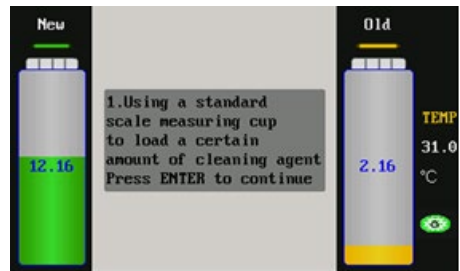 New
Old
1.Using a standard
scale measuring cup
to load a certain
amount of cleaning agent
Press ENTER to continue
12.16
2.16
TEMP
31.0
°C